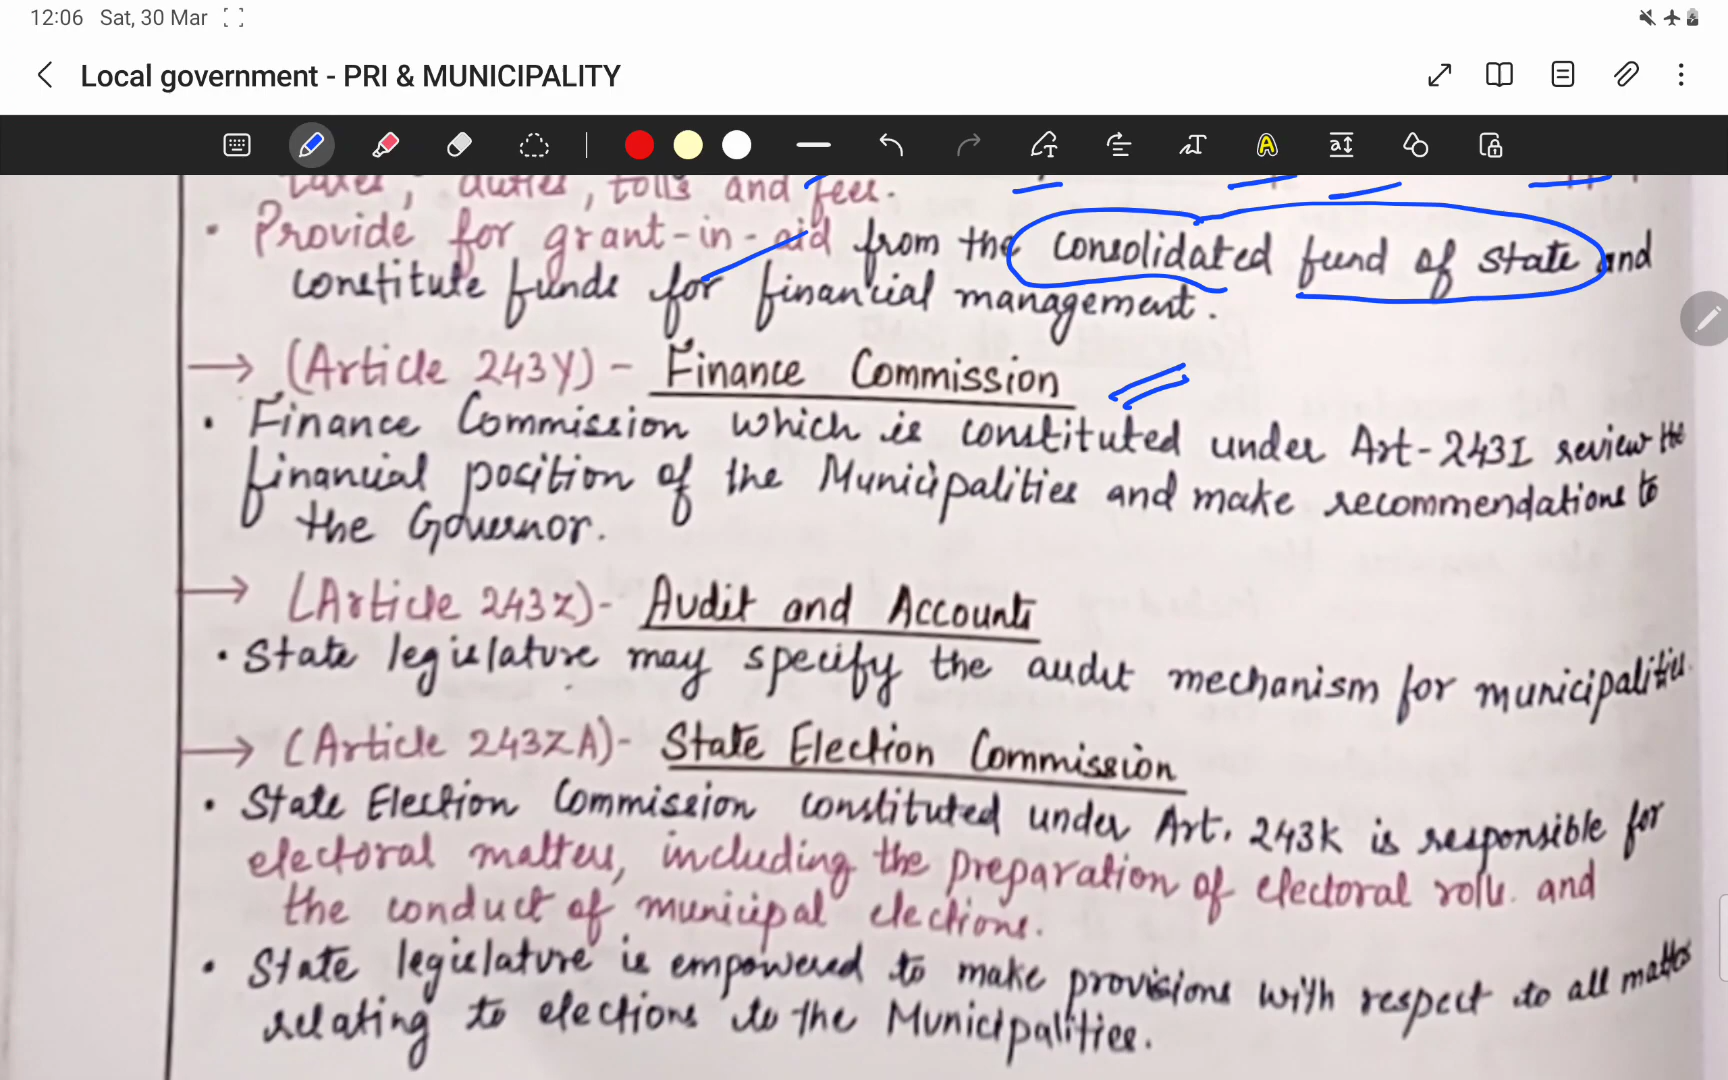 12:06 Sat, 30 Mar
Local government - PRI & MUNICIPALITY
taxes, duties, tolls and fees.
• Provide for grant-in-aid from the consolidated fund of state and
constitute funds for financial management.
→ (Article 243Y) - Finance Commission
• Finance Commission which is constituted under Art-243I review the
financial position of the Municipalities and make recommendations to
the Governor.
→ (Article 243Z)- Audit and Accounts
• State legislature may specify the audit mechanism for municipalities.
→ (Article 243ZA)- State Election Commission
• State Election Commission constituted under Art. 243K is responsible for
electoral matters, including the preparation of electoral rolls. and
the conduct of municipal elections.
• State legislature is empowered to make provisions with respect to all matters
relating to elections to the Municipalities.